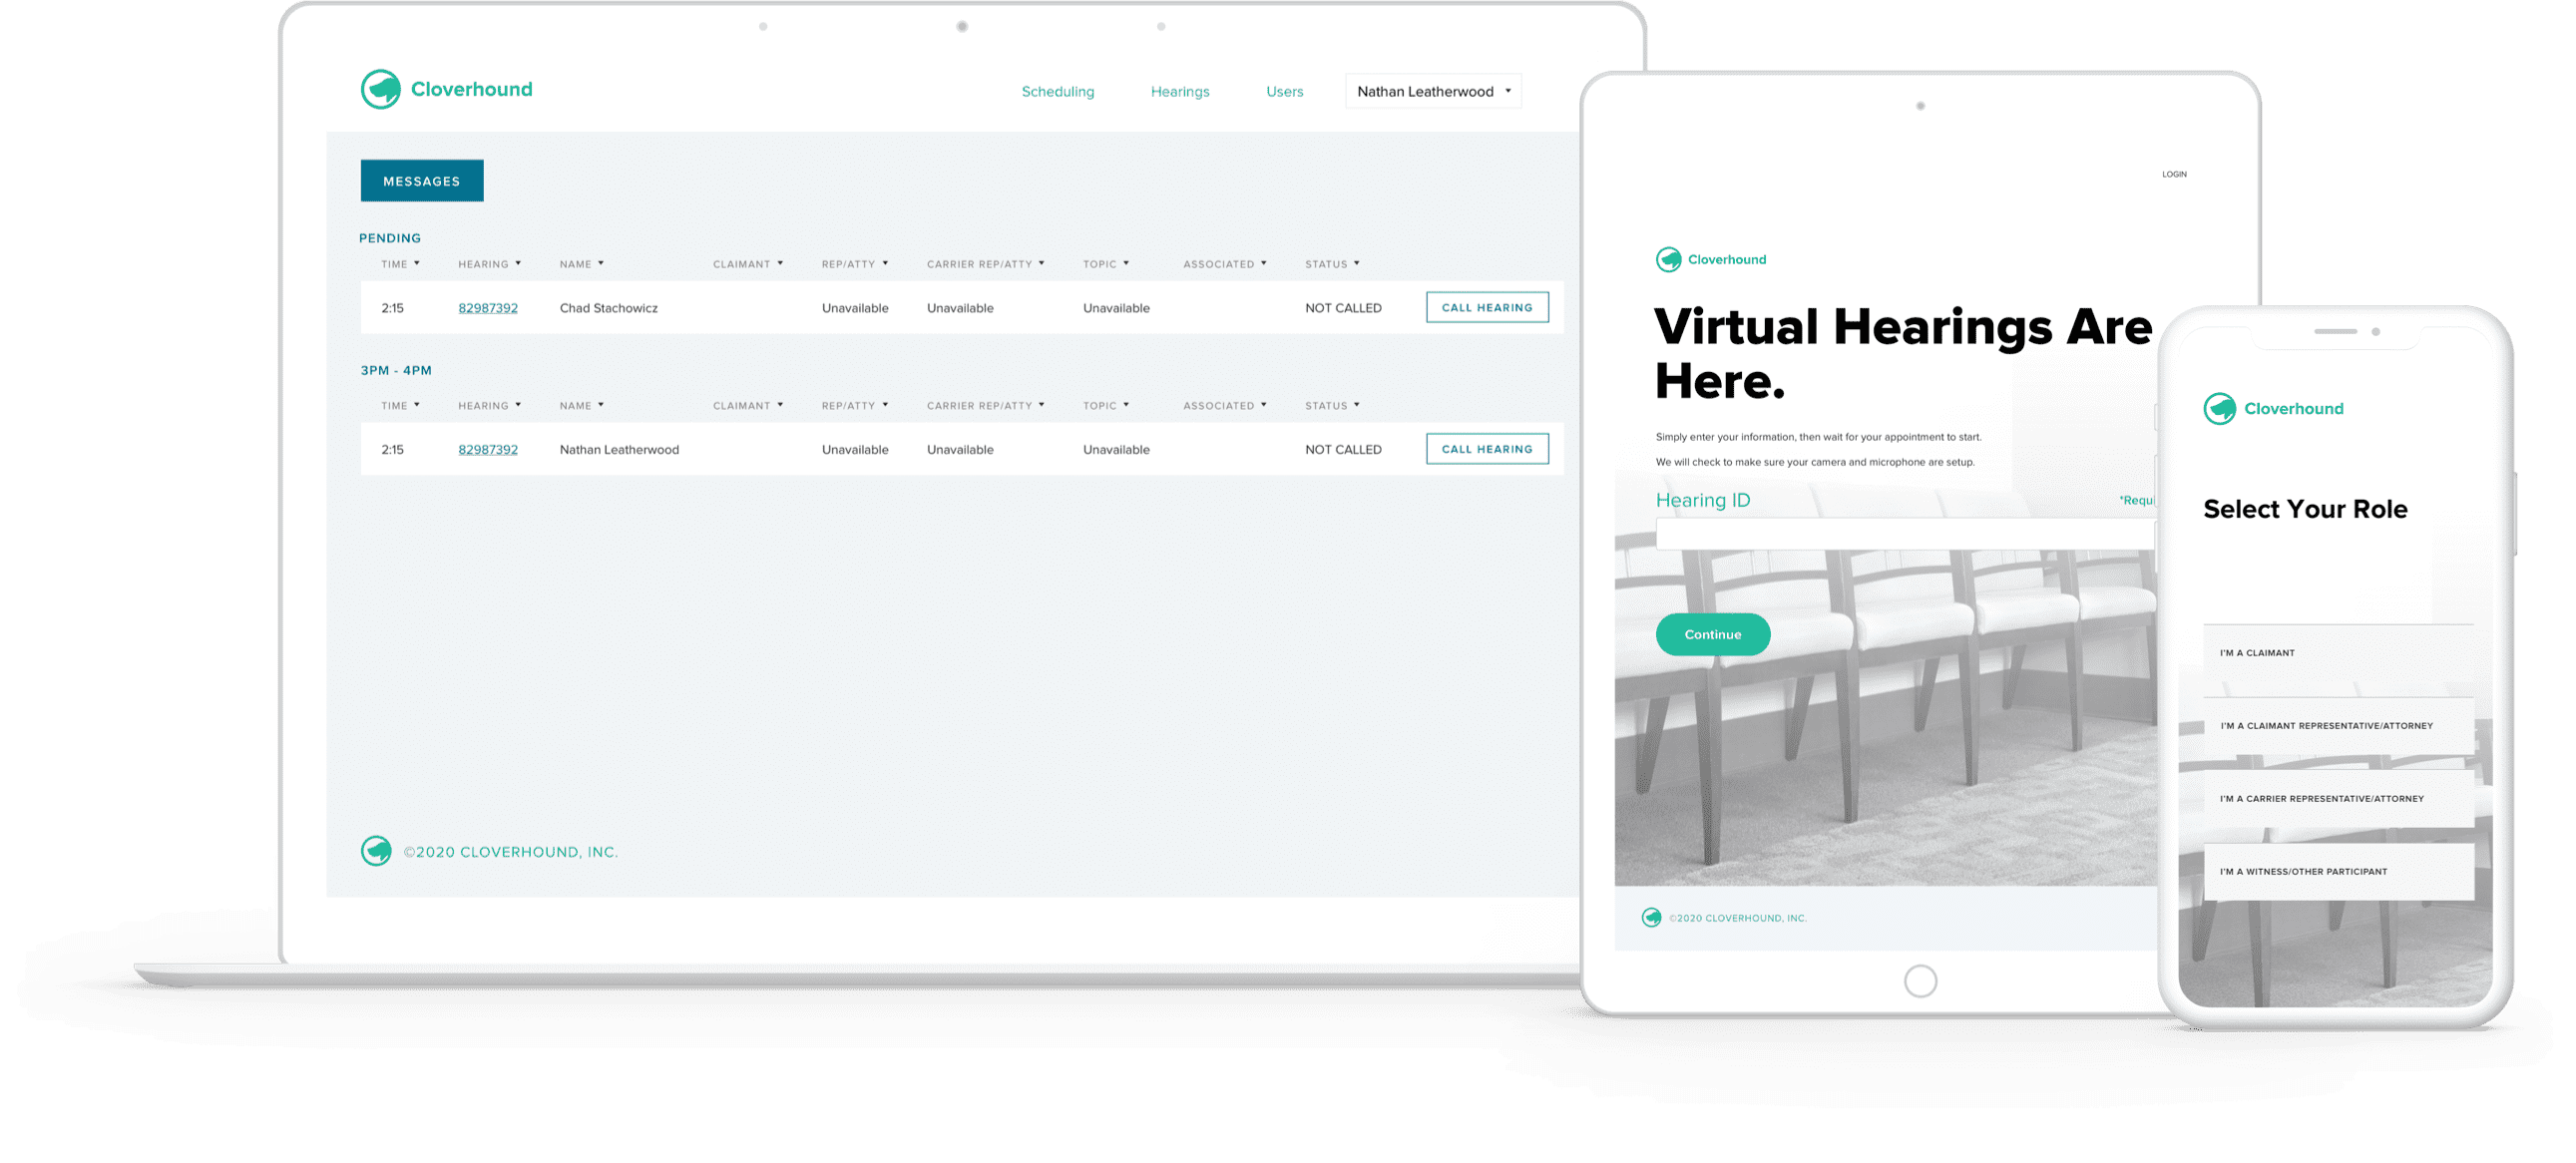 Cloverhound
Scheduling Hearings Users Nathan Leatherwood
MESSAGES
PENDING
TIME HEARING NAME CLAIMANT REP/ATTY CARRIER REP/ATTY TOPIC ASSOCIATED STATUS
2:15 82987392 Chad Stachowicz Unavailable Unavailable Unavailable NOT CALLED CALL HEARING
3PM - 4PM
TIME HEARING NAME CLAIMANT REP/ATTY CARRIER REP/ATTY TOPIC ASSOCIATED STATUS
2:15 82987392 Nathan Leatherwood Unavailable Unavailable Unavailable NOT CALLED CALL HEARING
©2020 CLOVERHOUND, INC.
LOGIN
Cloverhound
Virtual Hearings Are
Here.
Simply enter your information, then wait for your appointment to start.
We will check to make sure your camera and microphone are setup.
Hearing ID *Requi
Continue
©2020 CLOVERHOUND, INC.
Cloverhound
Select Your Role
I'M A CLAIMANT
I'M A CLAIMANT REPRESENTATIVE/ATTORNEY
I'M A CARRIER REPRESENTATIVE/ATTORNEY
I'M A WITNESS/OTHER PARTICIPANT